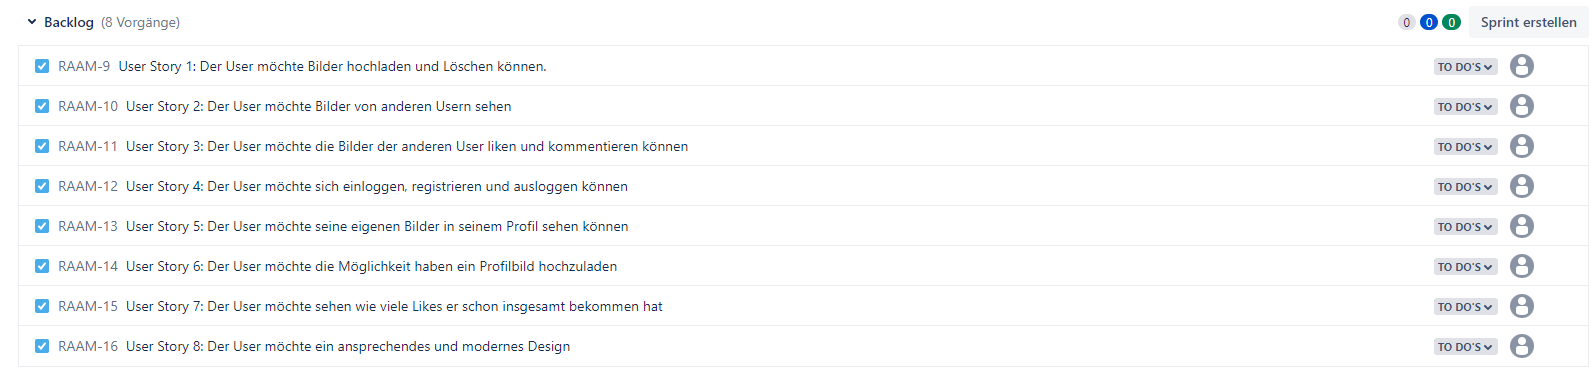 Backlog (8 Vorgänge) 0 0 0 Sprint erstellen
RAAM-9 User Story 1: Der User möchte Bilder hochladen und Löschen können. TO DO'S
RAAM-10 User Story 2: Der User möchte Bilder von anderen Usern sehen TO DO'S
RAAM-11 User Story 3: Der User möchte die Bilder der anderen User liken und kommentieren können TO DO'S
RAAM-12 User Story 4: Der User möchte sich einloggen, registrieren und ausloggen können TO DO'S
RAAM-13 User Story 5: Der User möchte seine eigenen Bilder in seinem Profil sehen können TO DO'S
RAAM-14 User Story 6: Der User möchte die Möglichkeit haben ein Profilbild hochzuladen TO DO'S
RAAM-15 User Story 7: Der User möchte sehen wie viele Likes er schon insgesamt bekommen hat TO DO'S
RAAM-16 User Story 8: Der User möchte ein ansprechendes und modernes Design TO DO'S